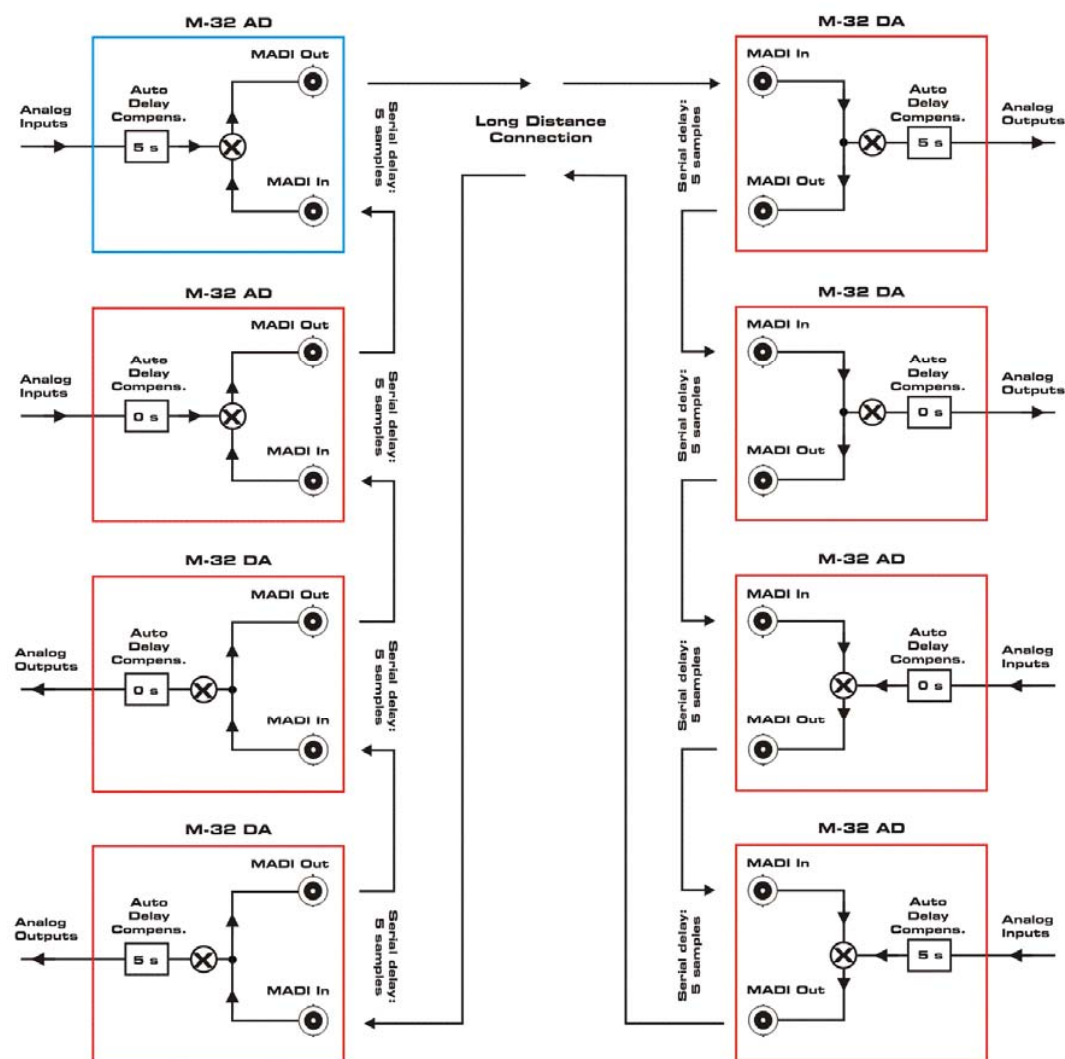 M-32 AD
MADI Out
Analog
Inputs
Auto
Delay
Compens.
5 s
MADI In
Serial delay:
5 samples
M-32 AD
MADI Out
Analog
Inputs
Auto
Delay
Compens.
0 s
MADI In
Serial delay:
5 samples
M-32 DA
MADI Out
Analog
Outputs
Auto
Delay
Compens.
0 s
MADI In
Serial delay:
5 samples
M-32 DA
MADI Out
Analog
Outputs
Auto
Delay
Compens.
5 s
MADI In
Serial delay:
5 samples
Long Distance
Connection
M-32 DA
MADI In
Serial delay:
5 samples
Auto
Delay
Compens.
5 s
Analog
Outputs
MADI Out
M-32 DA
MADI In
Serial delay:
5 samples
Auto
Delay
Compens.
0 s
Analog
Outputs
MADI Out
M-32 AD
MADI In
Serial delay:
5 samples
Auto
Delay
Compens.
0 s
Analog
Inputs
MADI Out
M-32 AD
MADI In
Serial delay:
5 samples
Auto
Delay
Compens.
5 s
Analog
Inputs
MADI Out